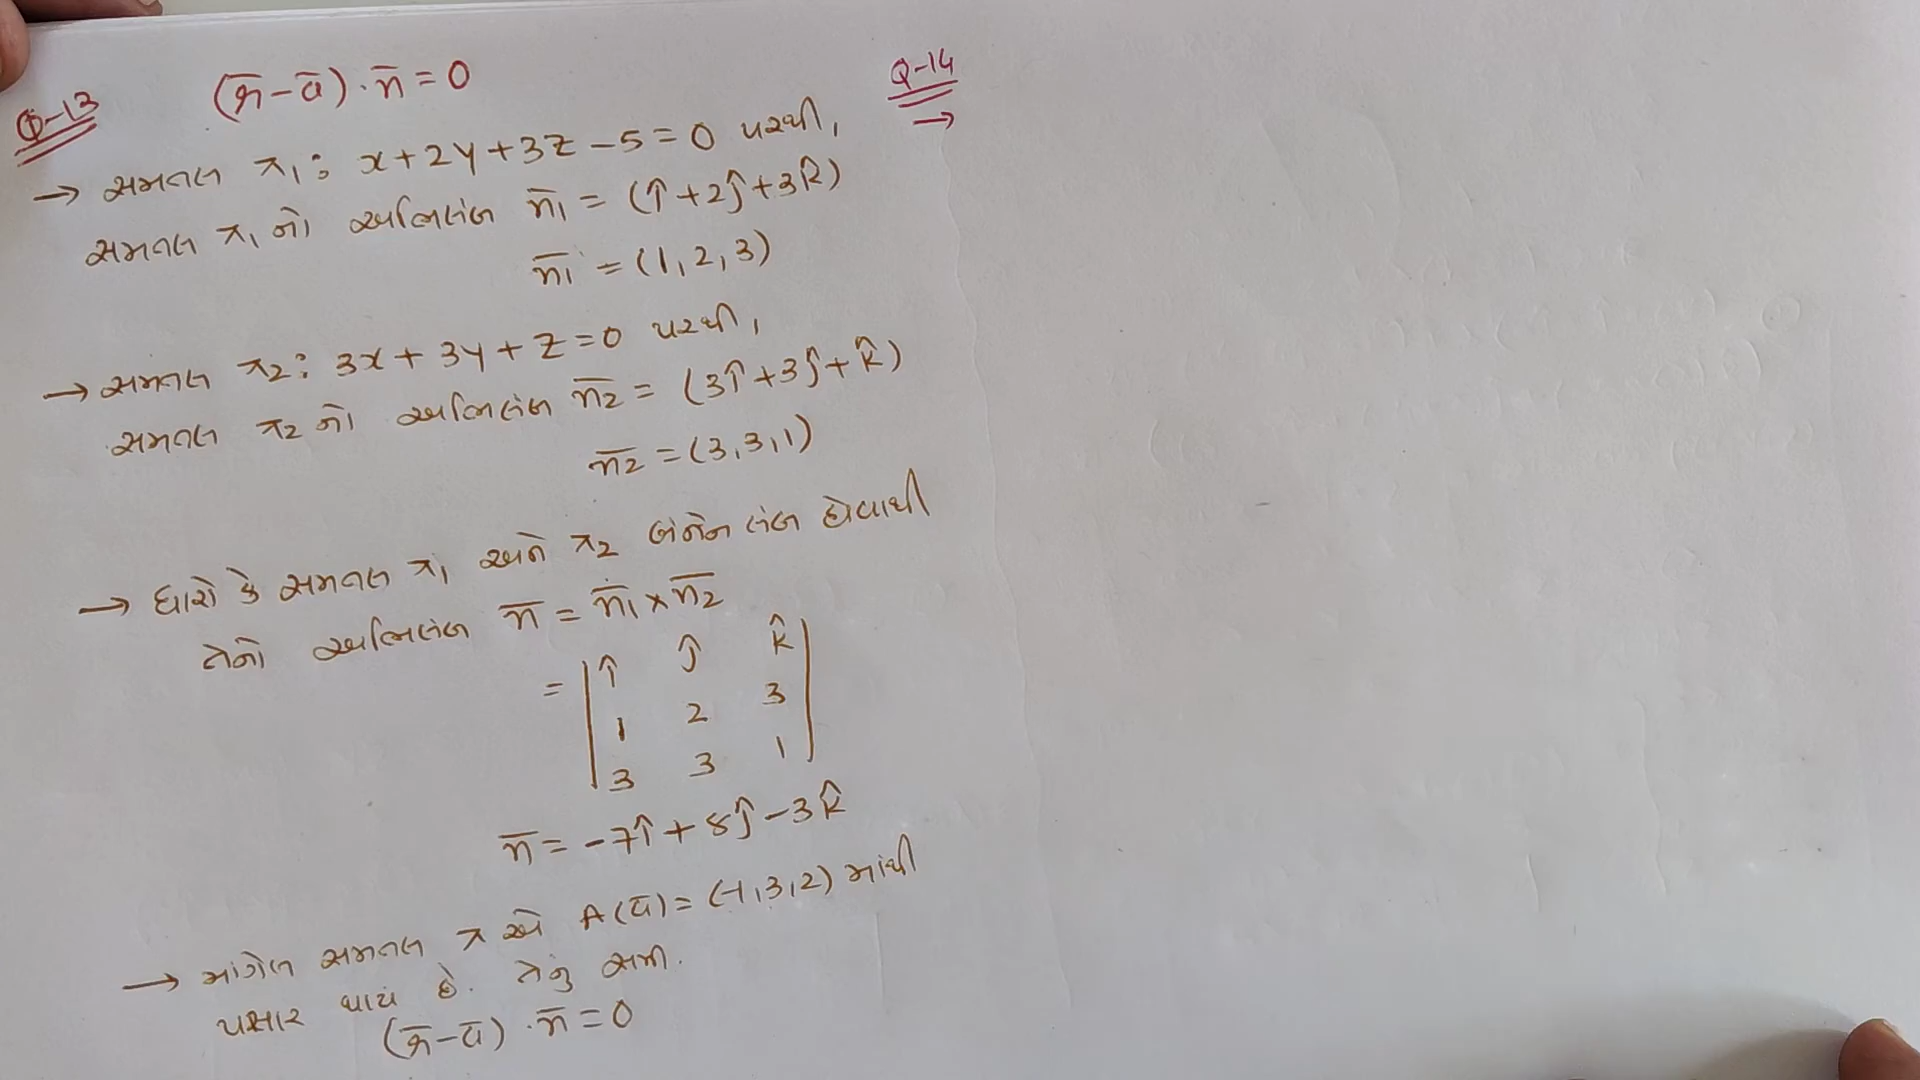 Q-13 (r̄-ā).n̄=0
→ સમતલ π₁: x+2y+3z-5=0 પરથી,
સમતલ π₁ નો અભિલંબ n̄₁ = (î+2ĵ+3k̂)
n̄₁ = (1,2,3)
→ સમતલ π₂: 3x+3y+z=0 પરથી,
સમતલ π₂ નો અભિલંબ n̄₂ = (3î+3ĵ+k̂)
n̄₂ = (3,3,1)
→ ધારો કે સમતલ π₁ અને π₂ બંનેને લંબ હોવાથી
તેનો અભિલંબ n̄ = n̄₁×n̄₂
= | î ĵ k̂ |
1 2 3
3 3 1
n̄ = -7î+8ĵ-3k̂
→ માંગેલ સમતલ π એ A(ā) = (-1,3,2) માંથી
પસાર થાય છે. તેનું સમી.
(r̄-ā).n̄=0
Q-14
→